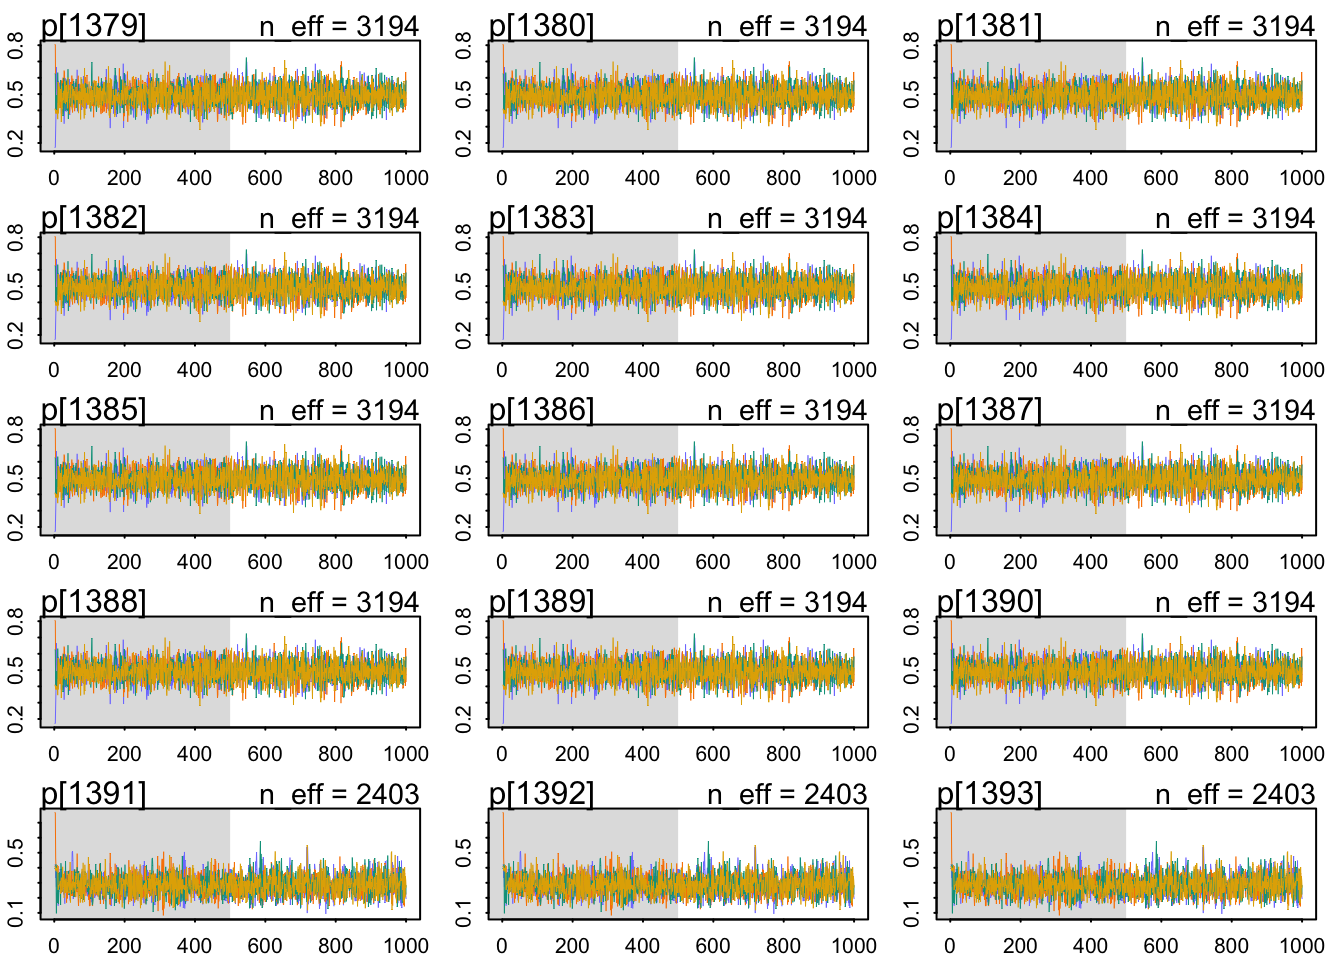 p[1379] n_eff = 3194 p[1380] n_eff = 3194 p[1381] n_eff = 3194
0.2 0.5 0.8 0.2 0.5 0.8 0.2 0.5 0.8
0 200 400 600 800 1000 0 200 400 600 800 1000 0 200 400 600 800 1000
p[1382] n_eff = 3194 p[1383] n_eff = 3194 p[1384] n_eff = 3194
0.2 0.5 0.8 0.2 0.5 0.8 0.2 0.5 0.8
0 200 400 600 800 1000 0 200 400 600 800 1000 0 200 400 600 800 1000
p[1385] n_eff = 3194 p[1386] n_eff = 3194 p[1387] n_eff = 3194
0.2 0.5 0.8 0.2 0.5 0.8 0.2 0.5 0.8
0 200 400 600 800 1000 0 200 400 600 800 1000 0 200 400 600 800 1000
p[1388] n_eff = 3194 p[1389] n_eff = 3194 p[1390] n_eff = 3194
0.2 0.5 0.8 0.2 0.5 0.8 0.2 0.5 0.8
0 200 400 600 800 1000 0 200 400 600 800 1000 0 200 400 600 800 1000
p[1391] n_eff = 2403 p[1392] n_eff = 2403 p[1393] n_eff = 2403
0.1 0.5 0.1 0.5 0.1 0.5
0 200 400 600 800 1000 0 200 400 600 800 1000 0 200 400 600 800 1000